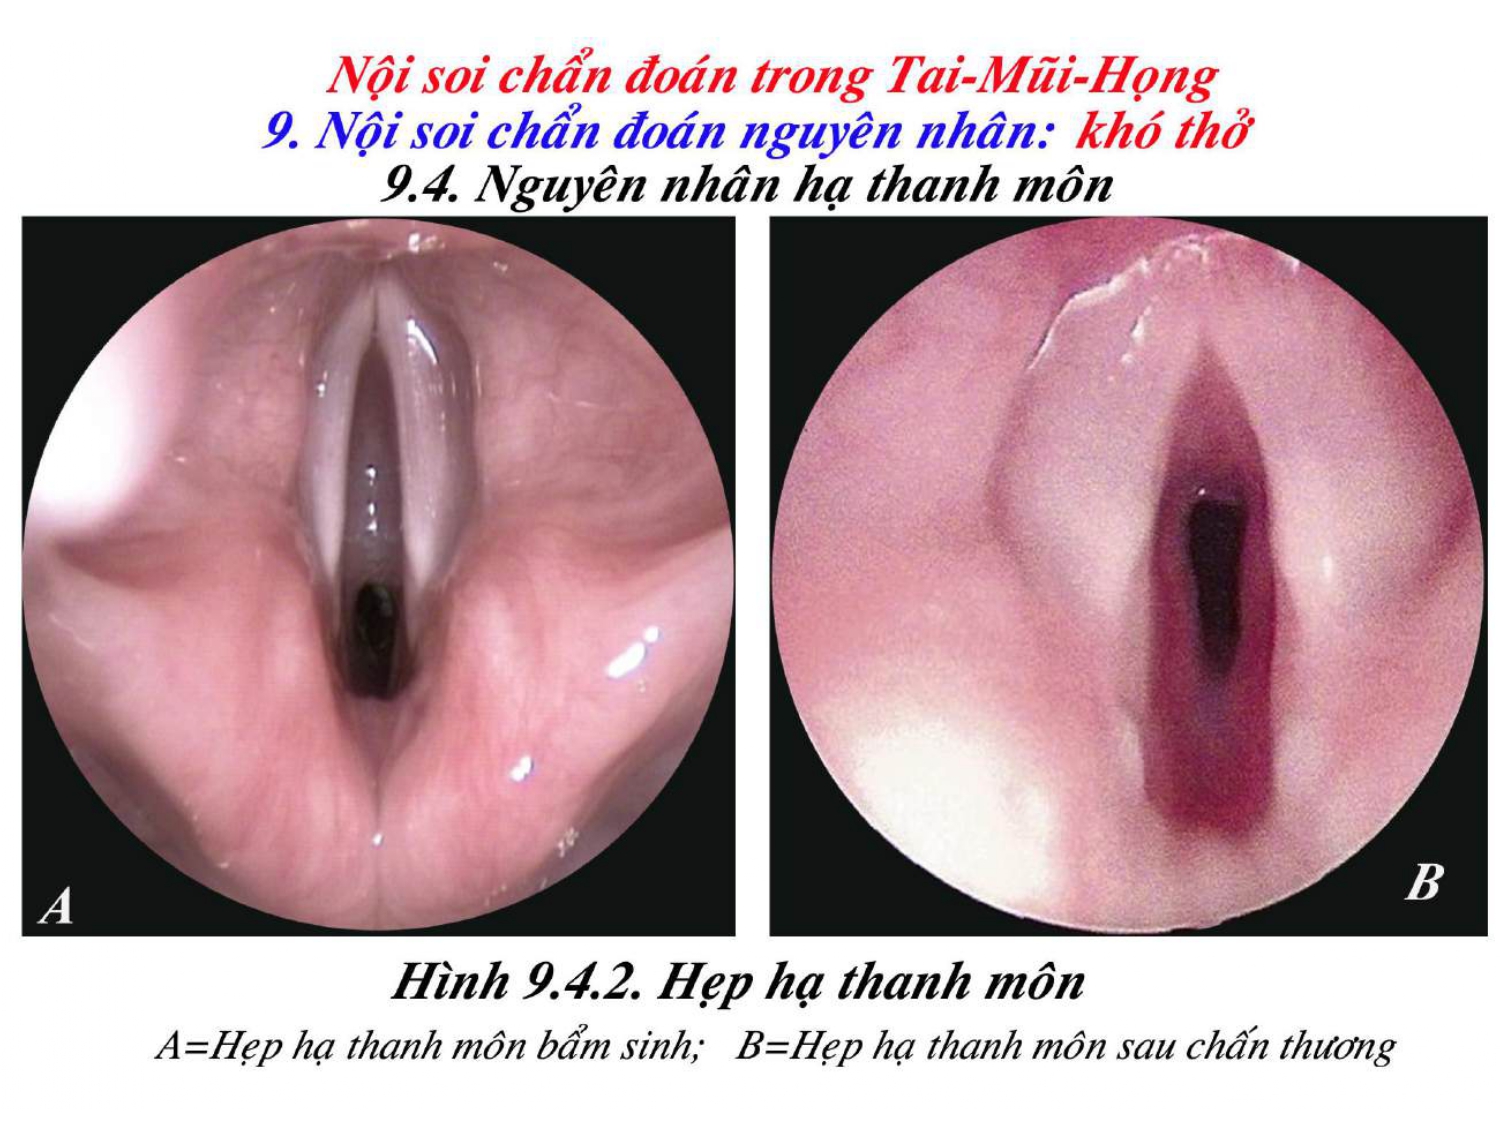 Nội soi chẩn đoán trong Tai-Mũi-Họng
9. Nội soi chẩn đoán nguyên nhân: khó thở
9.4. Nguyên nhân hạ thanh môn
A
B
Hình 9.4.2. Hẹp hạ thanh môn
A=Hẹp hạ thanh môn bẩm sinh; B=Hẹp hạ thanh môn sau chấn thương